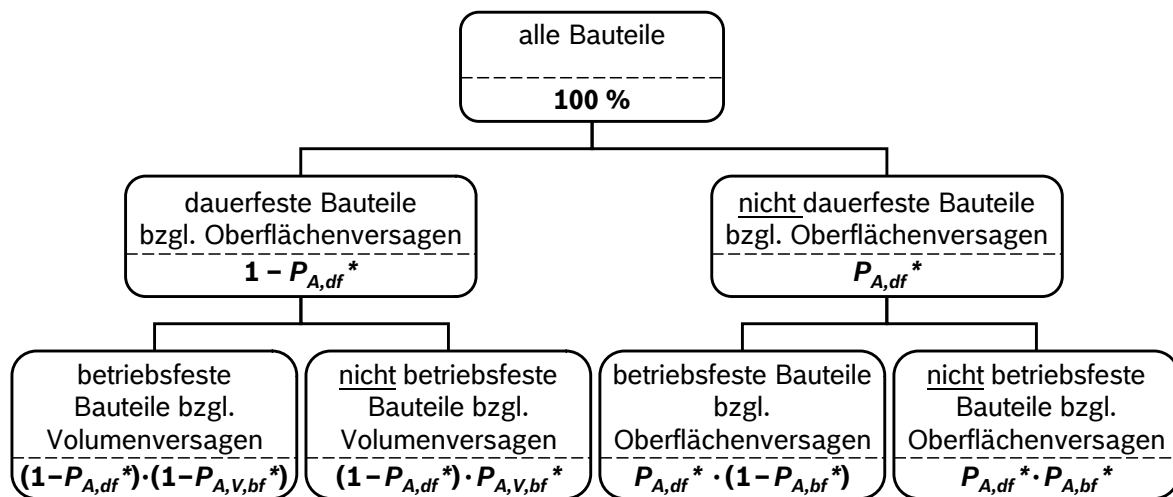 alle Bauteile
100 %
dauerfeste Bauteile
bzgl. Oberflächenversagen
1 – P_A,df*
nicht dauerfeste Bauteile
bzgl. Oberflächenversagen
P_A,df*
betriebsfeste
Bauteile bzgl.
Volumenversagen
(1–P_A,df*)·(1–P_A,V,bf*)
nicht betriebsfeste
Bauteile bzgl.
Volumenversagen
(1–P_A,df*)·P_A,V,bf*
betriebsfeste Bauteile
bzgl.
Oberflächenversagen
P_A,df* ·(1–P_A,bf*)
nicht betriebsfeste
Bauteile bzgl.
Oberflächenversagen
P_A,df*·P_A,bf*